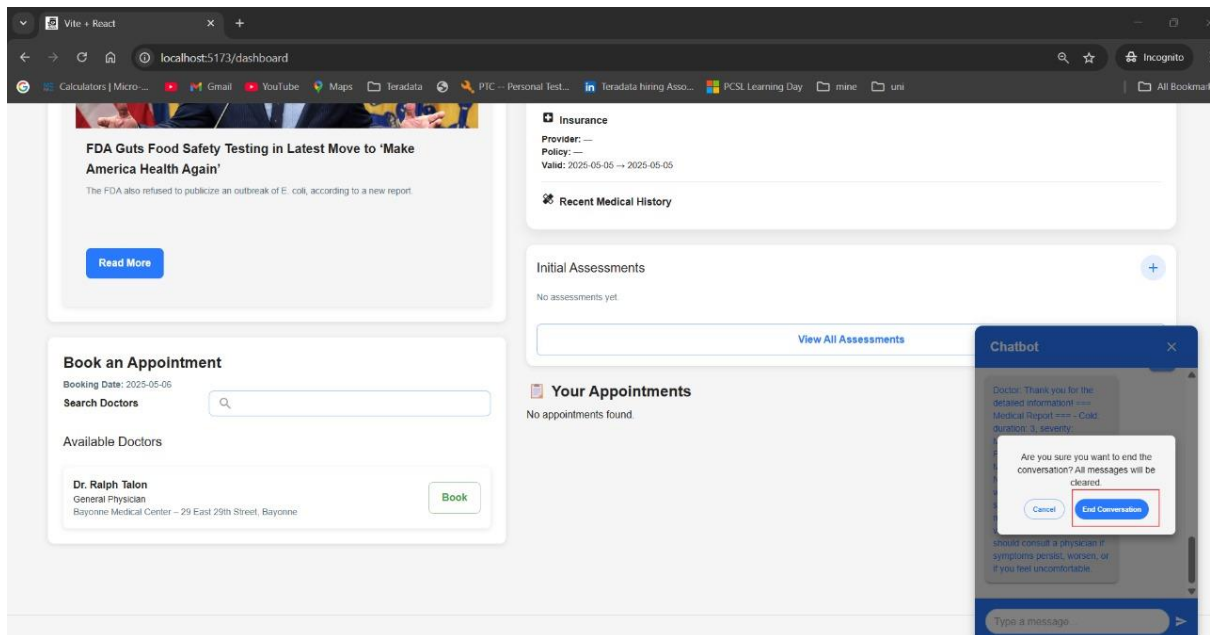 Vite + React
localhost:5173/dashboard
Incognito
Calculators | Micro-... Gmail YouTube Maps Teradata PTC -- Personal Test... Teradata hiring Asso... PCSL Learning Day mine uni All Bookmar
FDA Guts Food Safety Testing in Latest Move to ‘Make
America Health Again’
The FDA also refused to publicize an outbreak of E. coli, according to a new report.
Read More
Book an Appointment
Booking Date: 2025-05-06
Search Doctors
Available Doctors
Dr. Ralph Talon
General Physician
Bayonne Medical Center – 29 East 29th Street, Bayonne
Book
Insurance
Provider: —
Policy: —
Valid: 2025-05-05 → 2025-05-05
Recent Medical History
Initial Assessments
+
No assessments yet.
View All Assessments
Your Appointments
No appointments found.
Chatbot
Doctor: Thank you for the
detailed information! ===
Medical Report === - Cold:
duration: 3, severity:
Are you sure you want to end the
conversation? All messages will be
cleared.
Cancel End Conversation
should consult a physician if
symptoms persist, worsen, or
if you feel uncomfortable.
Type a message